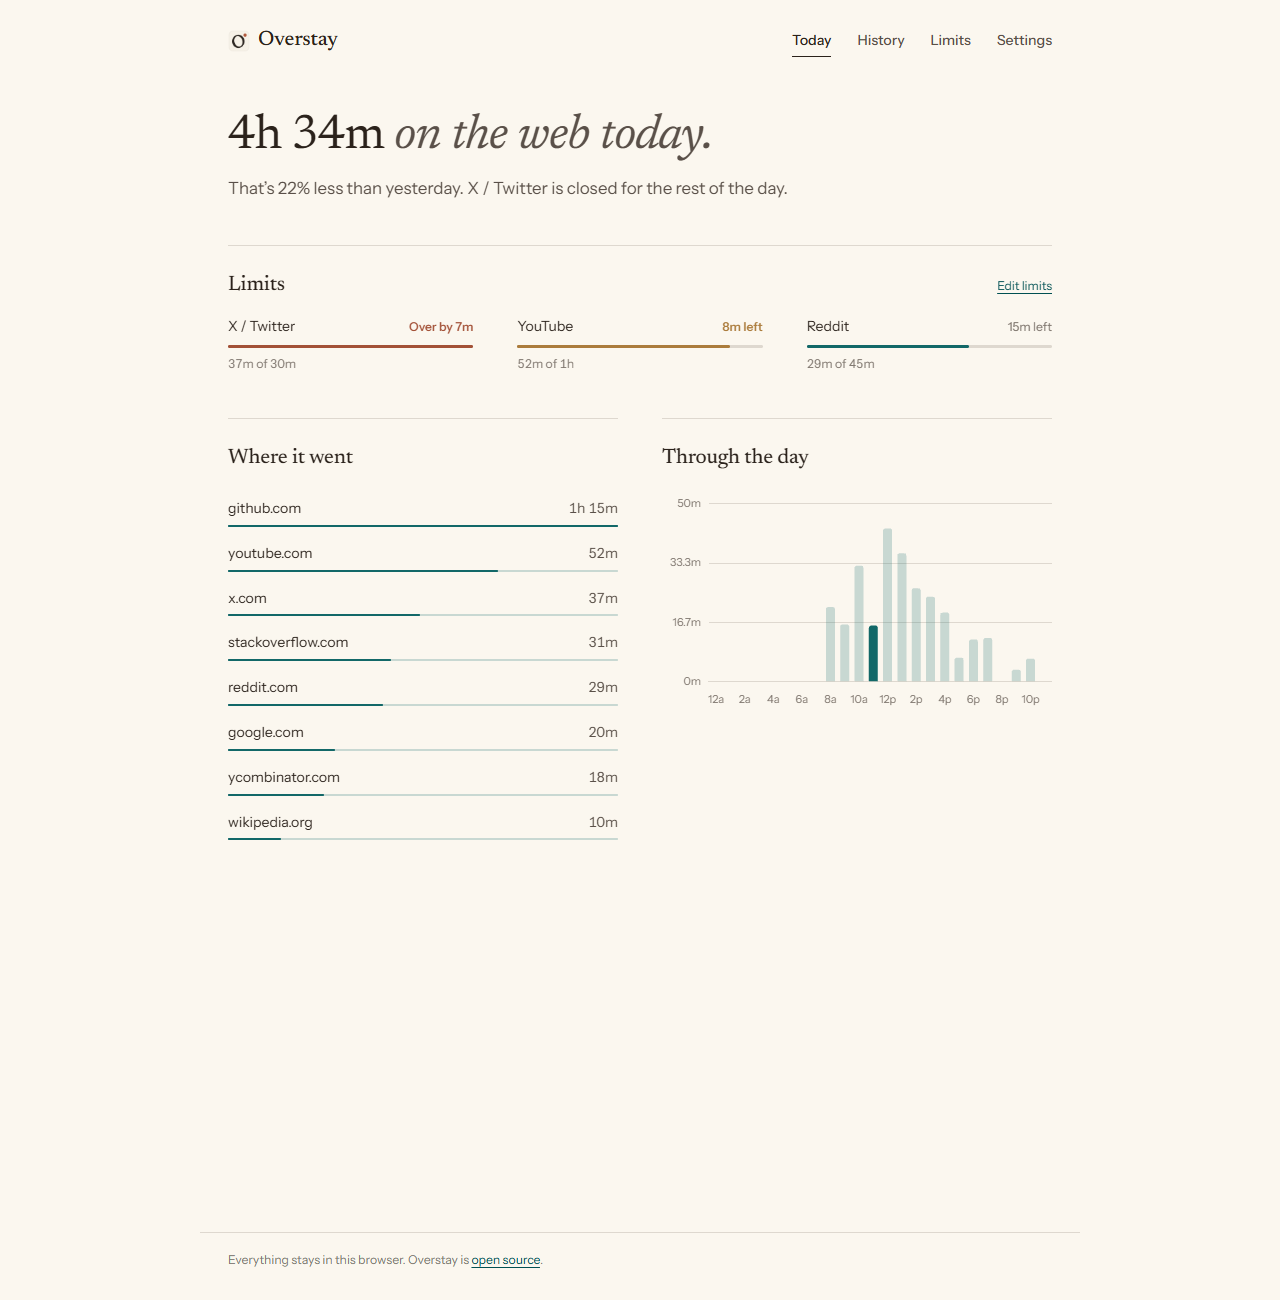 Overstay
Today History Limits Settings
4h 34m on the web today.
That's 22% less than yesterday. X / Twitter is closed for the rest of the day.
Limits
Edit limits
X / Twitter Over by 7m
37m of 30m
YouTube 8m left
52m of 1h
Reddit 15m left
29m of 45m
Where it went
github.com 1h 15m
youtube.com 52m
x.com 37m
stackoverflow.com 31m
reddit.com 29m
google.com 20m
ycombinator.com 18m
wikipedia.org 10m
Through the day
50m
33.3m
16.7m
0m
12a 2a 4a 6a 8a 10a 12p 2p 4p 6p 8p 10p
Everything stays in this browser. Overstay is open source.